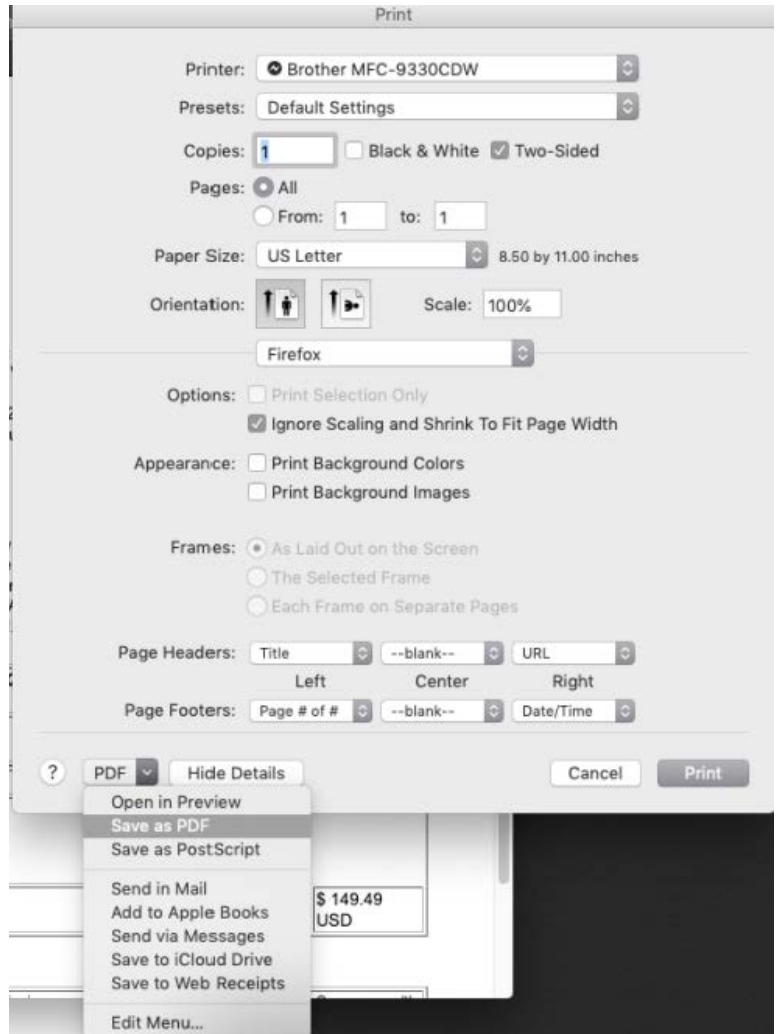 Print
Printer: Brother MFC-9330CDW
Presets: Default Settings
Copies: 1 Black & White Two-Sided
Pages: All
From: 1 to: 1
Paper Size: US Letter 8.50 by 11.00 inches
Orientation: Scale: 100%
Firefox
Options: Print Selection Only
Ignore Scaling and Shrink To Fit Page Width
Appearance: Print Background Colors
Print Background Images
Frames: As Laid Out on the Screen
The Selected Frame
Each Frame on Separate Pages
Page Headers: Title --blank-- URL
Left Center Right
Page Footers: Page # of # --blank-- Date/Time
? PDF Hide Details Cancel Print
Open in Preview
Save as PDF
Save as PostScript
Send in Mail
Add to Apple Books
Send via Messages
Save to iCloud Drive
Save to Web Receipts
Edit Menu...
$ 149.49
USD